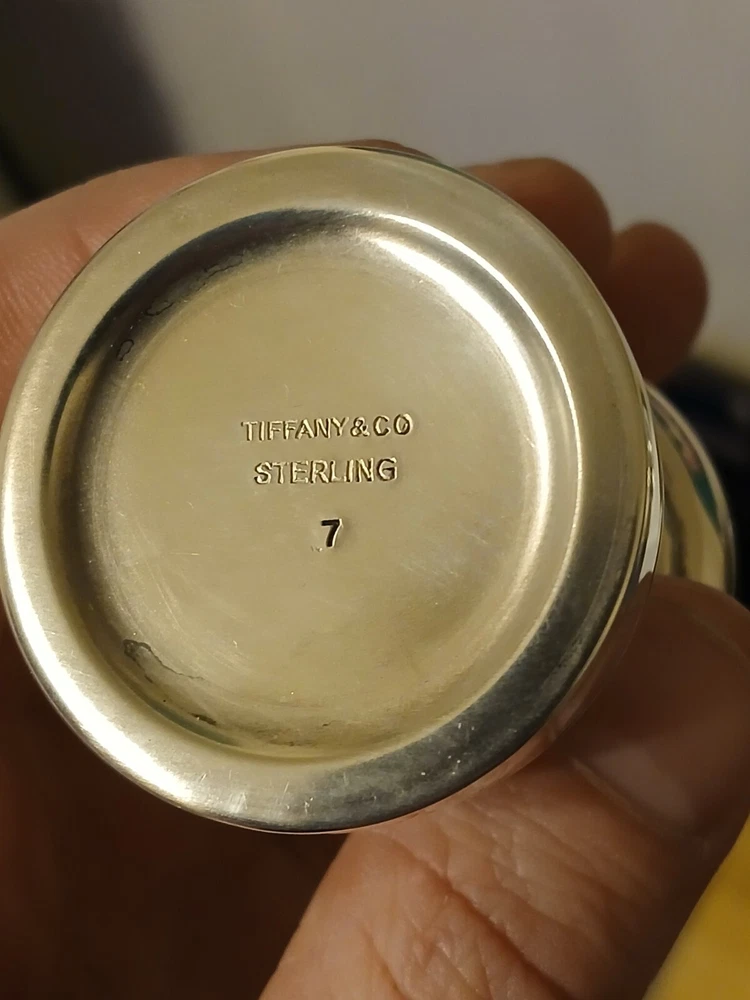 TIFFANY & CO
STERLING
7